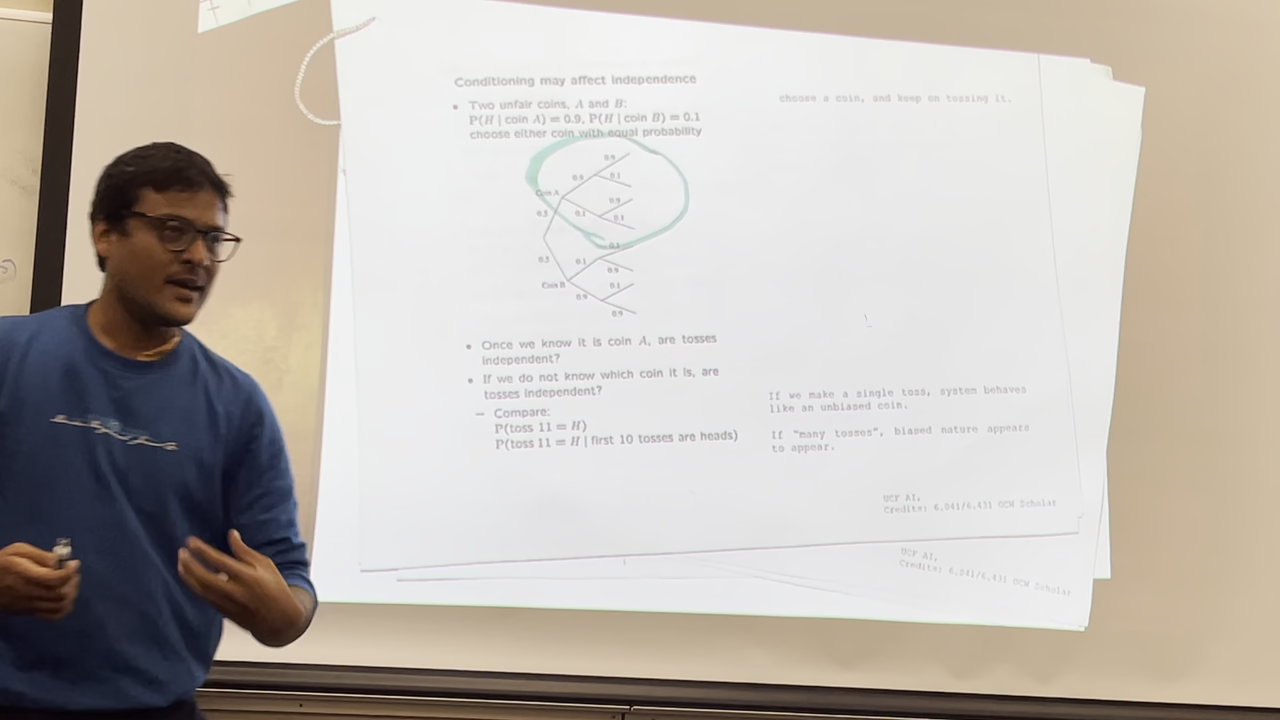 Conditioning may affect independence
• Two unfair coins, A and B:
P(H | coin A) = 0.9, P(H | coin B) = 0.1
choose either coin with equal probability
0.9
0.9
0.1
Coin A
0.9
0.5
0.1
0.1
0.1
0.5
0.1
0.9
Coin B
0.1
0.9
0.9
• Once we know it is coin A, are tosses
independent?
• If we do not know which coin it is, are
tosses independent?
– Compare:
P(toss 11 = H)
P(toss 11 = H | first 10 tosses are heads)
choose a coin, and keep on tossing it.
If we make a single toss, system behaves
like an unbiased coin.
If "many tosses", biased nature appears
to appear.
UCF AI,
Credits: 6.041/6.431 OCW Scholar
UCF AI,
Credits: 6.041/6.431 OCW Scholar